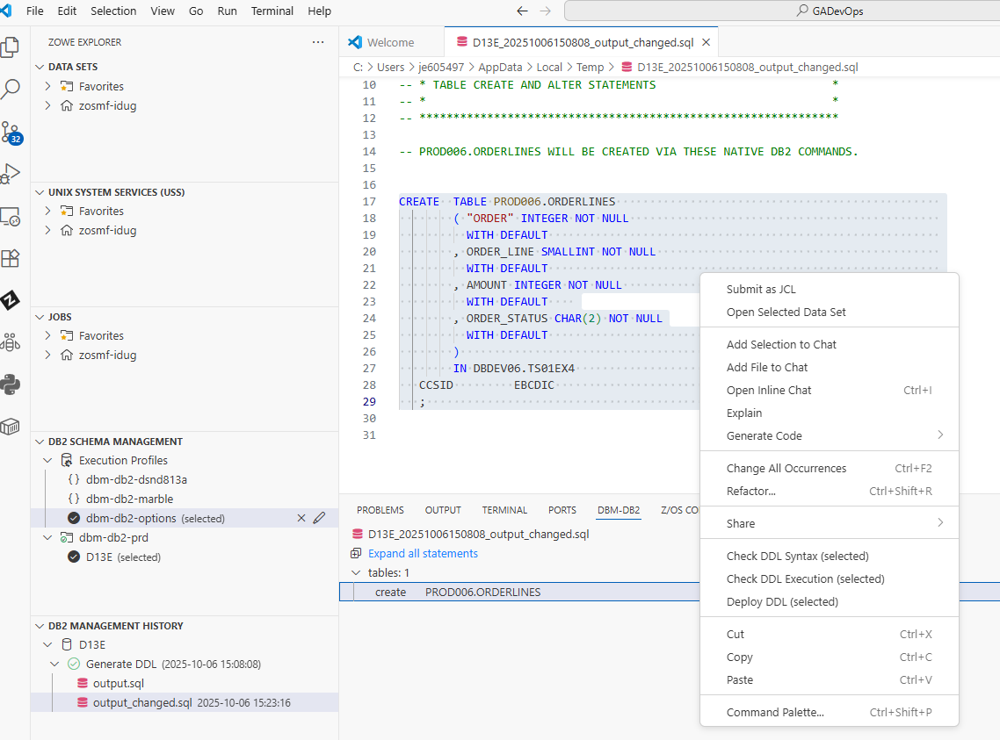 File Edit Selection View Go Run Terminal Help
GADevOps
ZOWE EXPLORER
DATA SETS
Favorites
zosmf-idug
32
UNIX SYSTEM SERVICES (USS)
Favorites
zosmf-idug
JOBS
Favorites
zosmf-idug
DB2 SCHEMA MANAGEMENT
Execution Profiles
{ } dbm-db2-dsnd813a
{ } dbm-db2-marble
dbm-db2-options (selected)
dbm-db2-prd
D13E (selected)
DB2 MANAGEMENT HISTORY
D13E
Generate DDL (2025-10-06 15:08:08)
output.sql
output_changed.sql 2025-10-06 15:23:16
Welcome
D13E_20251006150808_output_changed.sql
C: > Users > je605497 > AppData > Local > Temp > D13E_20251006150808_output_changed.sql
10 -- * TABLE CREATE AND ALTER STATEMENTS *
11 -- * *
12 -- **************************************************************
13
14 -- PROD006.ORDERLINES WILL BE CREATED VIA THESE NATIVE DB2 COMMANDS.
15
16
17 CREATE TABLE PROD006.ORDERLINES
18 ( "ORDER" INTEGER NOT NULL
19 WITH DEFAULT
20 , ORDER_LINE SMALLINT NOT NULL
21 WITH DEFAULT
22 , AMOUNT INTEGER NOT NULL
23 WITH DEFAULT
24 , ORDER_STATUS CHAR(2) NOT NULL
25 WITH DEFAULT
26 )
27 IN DBDEV06.TS01EX4
28 CCSID EBCDIC
29 ;
30
31
PROBLEMS OUTPUT TERMINAL PORTS DBM-DB2 Z/OS CO
D13E_20251006150808_output_changed.sql
Expand all statements
tables: 1
create PROD006.ORDERLINES
Submit as JCL
Open Selected Data Set
Add Selection to Chat
Add File to Chat
Open Inline Chat Ctrl+I
Explain
Generate Code
Change All Occurrences Ctrl+F2
Refactor... Ctrl+Shift+R
Share
Check DDL Syntax (selected)
Check DDL Execution (selected)
Deploy DDL (selected)
Cut Ctrl+X
Copy Ctrl+C
Paste Ctrl+V
Command Palette... Ctrl+Shift+P